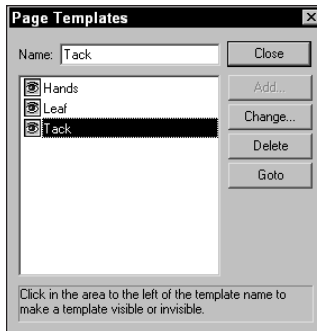 Page Templates
Name: Tack
Close
Hands
Leaf
Tack
Add...
Change...
Delete
Goto
Click in the area to the left of the template name to
make a template visible or invisible.